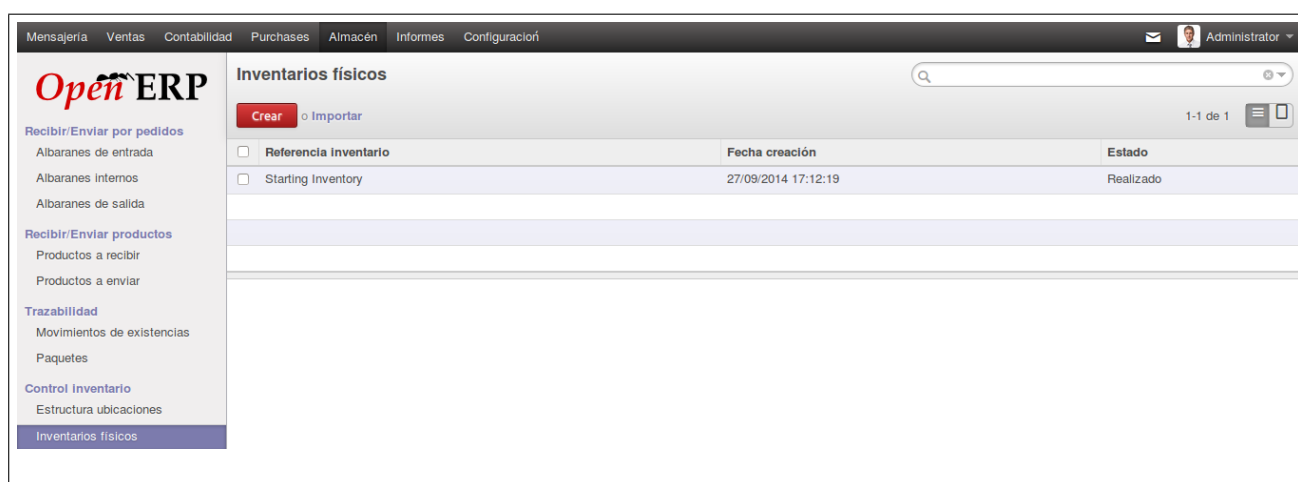 Mensajería Ventas Contabilidad Purchases Almacén Informes Configuracioń Administrator
OpenERP
Inventarios físicos
Crear o Importar
1-1 de 1
Recibir/Enviar por pedidos
Albaranes de entrada
Albaranes internos
Albaranes de salida
Recibir/Enviar productos
Productos a recibir
Productos a enviar
Trazabilidad
Movimientos de existencias
Paquetes
Control inventario
Estructura ubicaciones
Inventarios físicos
Referencia inventario Fecha creación Estado
Starting Inventory 27/09/2014 17:12:19 Realizado